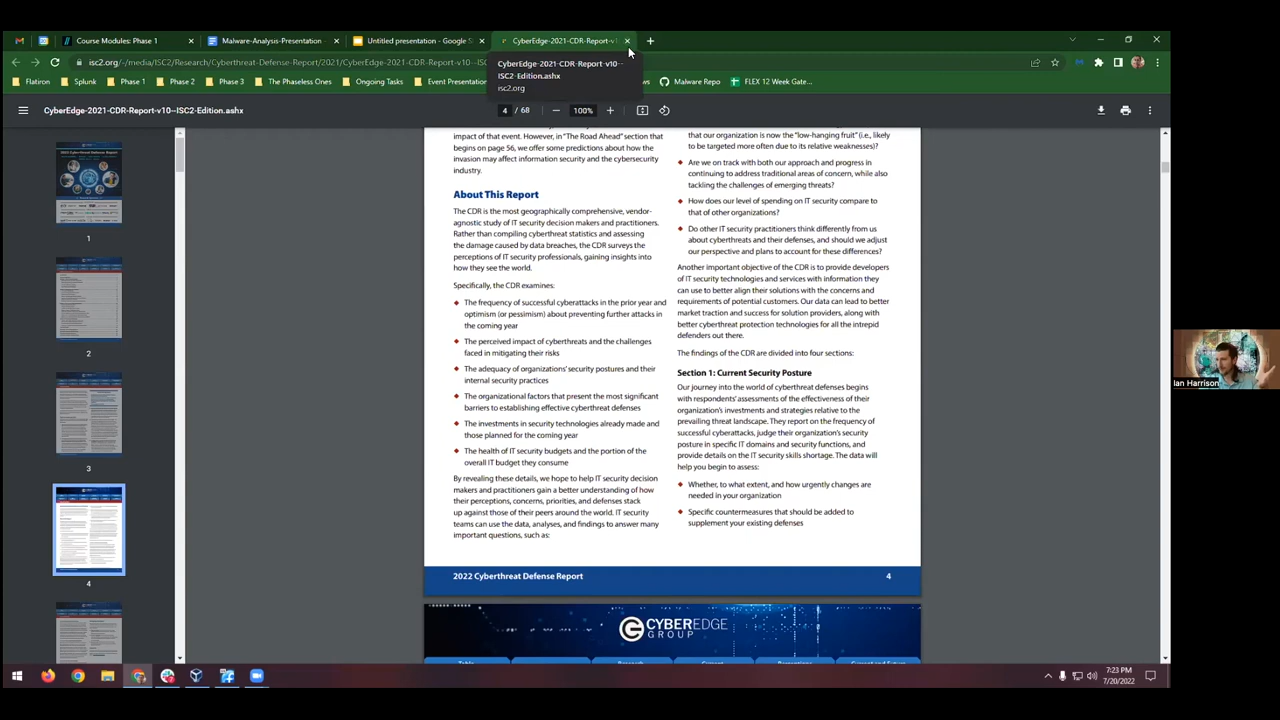 Course Modules: Phase 1
Malware-Analysis-Presentation -
Untitled presentation - Google S
CyberEdge-2021-CDR-Report-v1
isc2.org/-/media/ISC2/Research/Cyberthreat-Defense-Report/2021/CyberEdge-2021-CDR-Report-v10--ISC
CyberEdge-2021-CDR-Report-v10--
ISC2-Edition.ashx
isc2.org
Flatiron
Splunk
Phase 1
Phase 2
Phase 3
The Phaseless Ones
Ongoing Tasks
Event Presentation
Malware Repo
FLEX 12 Week Gate...
CyberEdge-2021-CDR-Report-v10--ISC2-Edition.ashx
4 / 68
100%
1
2
3
4
impact of that event. However, in "The Road Ahead" section that
begins on page 56, we offer some predictions about how the
invasion may affect information security and the cybersecurity
industry.
About This Report
The CDR is the most geographically comprehensive, vendor-
agnostic study of IT security decision makers and practitioners.
Rather than compiling cyberthreat statistics and assessing
the damage caused by data breaches, the CDR surveys the
perceptions of IT security professionals, gaining insights into
how they see the world.
Specifically, the CDR examines:
The frequency of successful cyberattacks in the prior year and
optimism (or pessimism) about preventing further attacks in
the coming year
The perceived impact of cyberthreats and the challenges
faced in mitigating their risks
The adequacy of organizations' security postures and their
internal security practices
The organizational factors that present the most significant
barriers to establishing effective cyberthreat defenses
The investments in security technologies already made and
those planned for the coming year
The health of IT security budgets and the portion of the
overall IT budget they consume
By revealing these details, we hope to help IT security decision
makers and practitioners gain a better understanding of how
their perceptions, concerns, priorities, and defenses stack
up against those of their peers around the world. IT security
teams can use the data, analyses, and findings to answer many
important questions, such as:
that our organization is now the "low-hanging fruit" (i.e., likely
to be targeted more often due to its relative weaknesses)?
Are we on track with both our approach and progress in
continuing to address traditional areas of concern, while also
tackling the challenges of emerging threats?
How does our level of spending on IT security compare to
that of other organizations?
Do other IT security practitioners think differently from us
about cyberthreats and their defenses, and should we adjust
our perspective and plans to account for these differences?
Another important objective of the CDR is to provide developers
of IT security technologies and services with information they
can use to better align their solutions with the concerns and
requirements of potential customers. Our data can lead to better
market traction and success for solution providers, along with
better cyberthreat protection technologies for all the intrepid
defenders out there.
The findings of the CDR are divided into four sections:
Section 1: Current Security Posture
Our journey into the world of cyberthreat defenses begins
with respondents' assessments of the effectiveness of their
organization's investments and strategies relative to the
prevailing threat landscape. They report on the frequency of
successful cyberattacks, judge their organization's security
posture in specific IT domains and security functions, and
provide details on the IT security skills shortage. The data will
help you begin to assess:
Whether, to what extent, and how urgently changes are
needed in your organization
Specific countermeasures that should be added to
supplement your existing defenses
2022 Cyberthreat Defense Report
4
CYBEREDGE
GROUP
Table
Research
Current
Perceptions
Current and Future
Ian Harrison
7:23 PM
7/20/2022